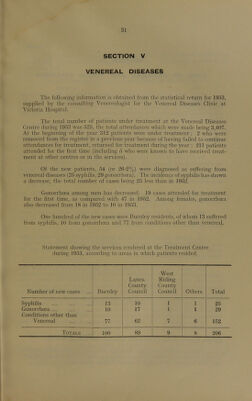 31
SECTION V
VENEREAL DISEASES
The following information is obtained from the statistical return for 1953,
supplied by the consulting Venereologist for the Venereal Diseases Clinic at
Victoria Hospital.
The total number of patients under treatment at the Venereal Diseases
Centre during 1953 was 525, the total attendances which were made being
At the beginning of the year 312 patients were under treatment; 2 who were
removed from the register in a previous year because of having failed to continue
attendances for treatment, returned for treatment during the year; 211 patients
attended for the first time (including 5 who were known to have received treat-
ment at other centres or in the services).
Of the new patients, 54 (or 26·2%) were diagnosed as suffering from
venereal diseases (25 syphilis, 29 gonorrhœa). The incidence of syphilis has shown
a decrease, the total number of cases being 25 less than in 1952.
Gonorrhœa among men has decreased. 19 cases attended for treatment
for the first time, as compared with 47 in 1952. Among females, gonorrhœa
also decreased from 18 in 1952 to 10 in 1953.
One hundred of the new cases were Burnley residents, of whom 13 suffered
from syphilis, 10 from gonorrhœa and 77 from conditions other than venereal.
Statement showing the services rendered at the Treatment Centre
during 1953, according to areas in which patients resided.
Number of new cases ... Burnley Lancs. County Council West Riding County Council Others Total
Syphilis ... 13 10 1 1 25
Gonorrhœa ... 10 17 1 1 29
Conditions other than
Venereal ... 77 62 7 6 152
TOTALS 100 89 9 8 206